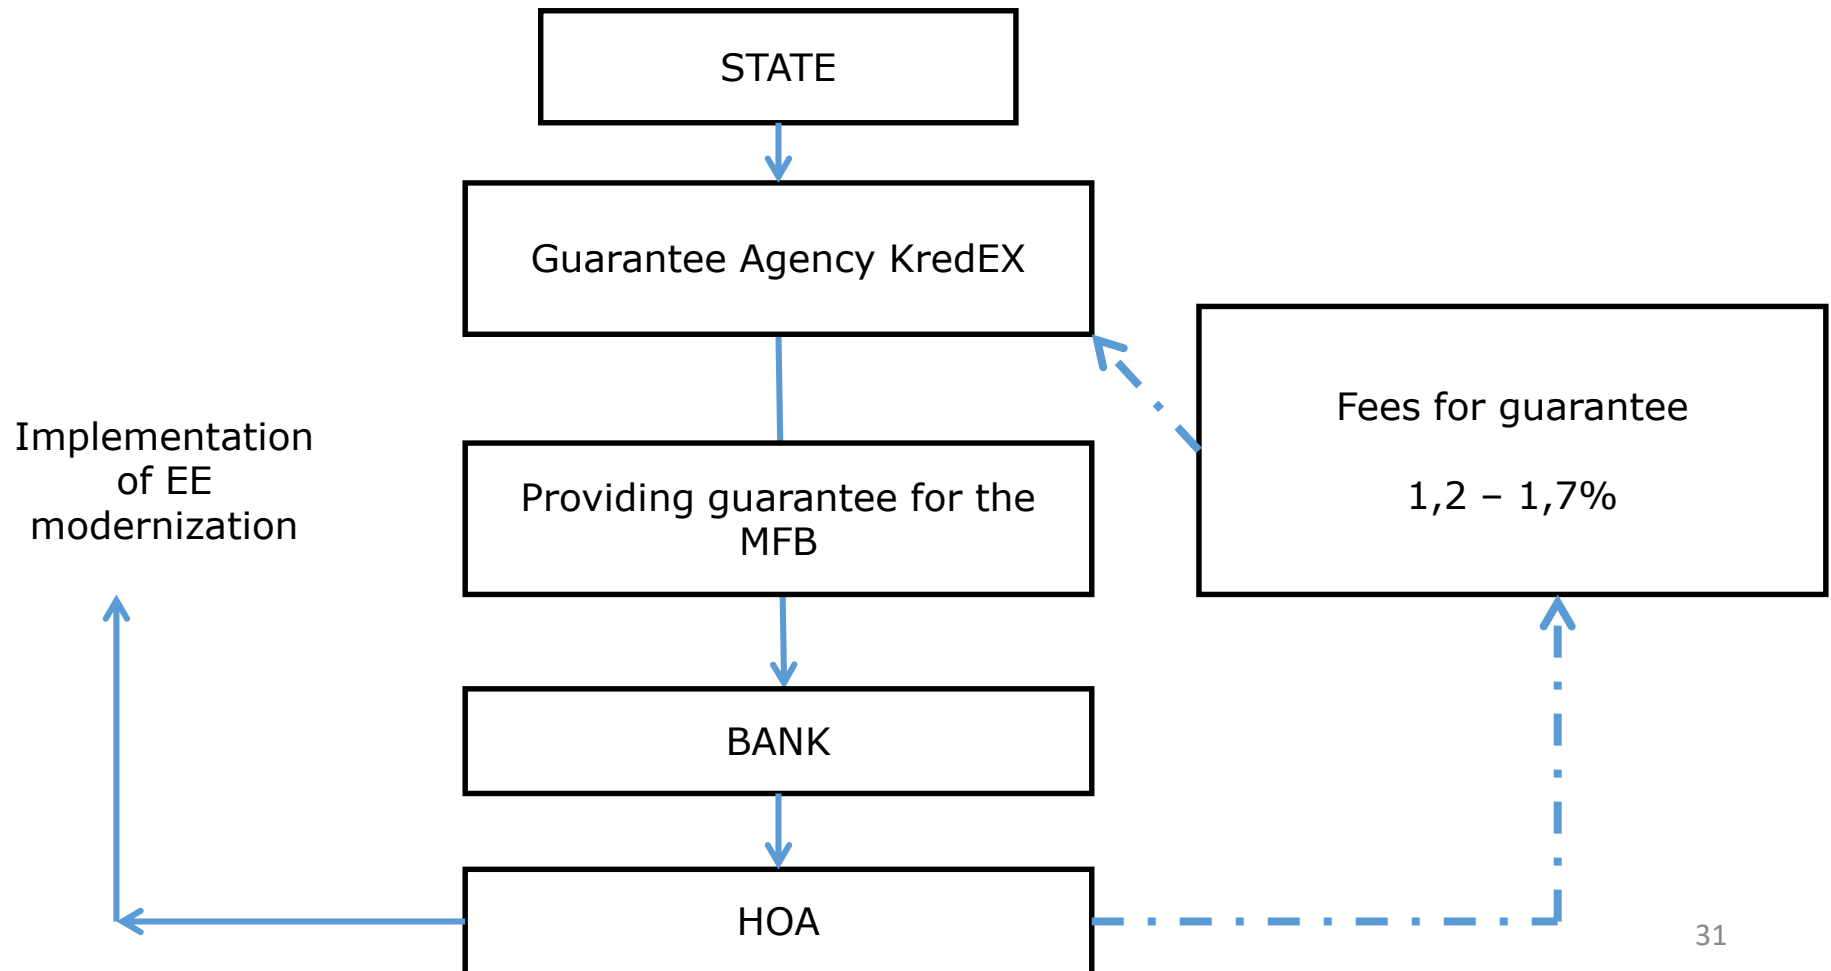 STATE
Guarantee Agency KredEX
Fees for guarantee
1,2 – 1,7%
Implementation
of EE
modernization
Providing guarantee for the
MFB
BANK
HOA
31